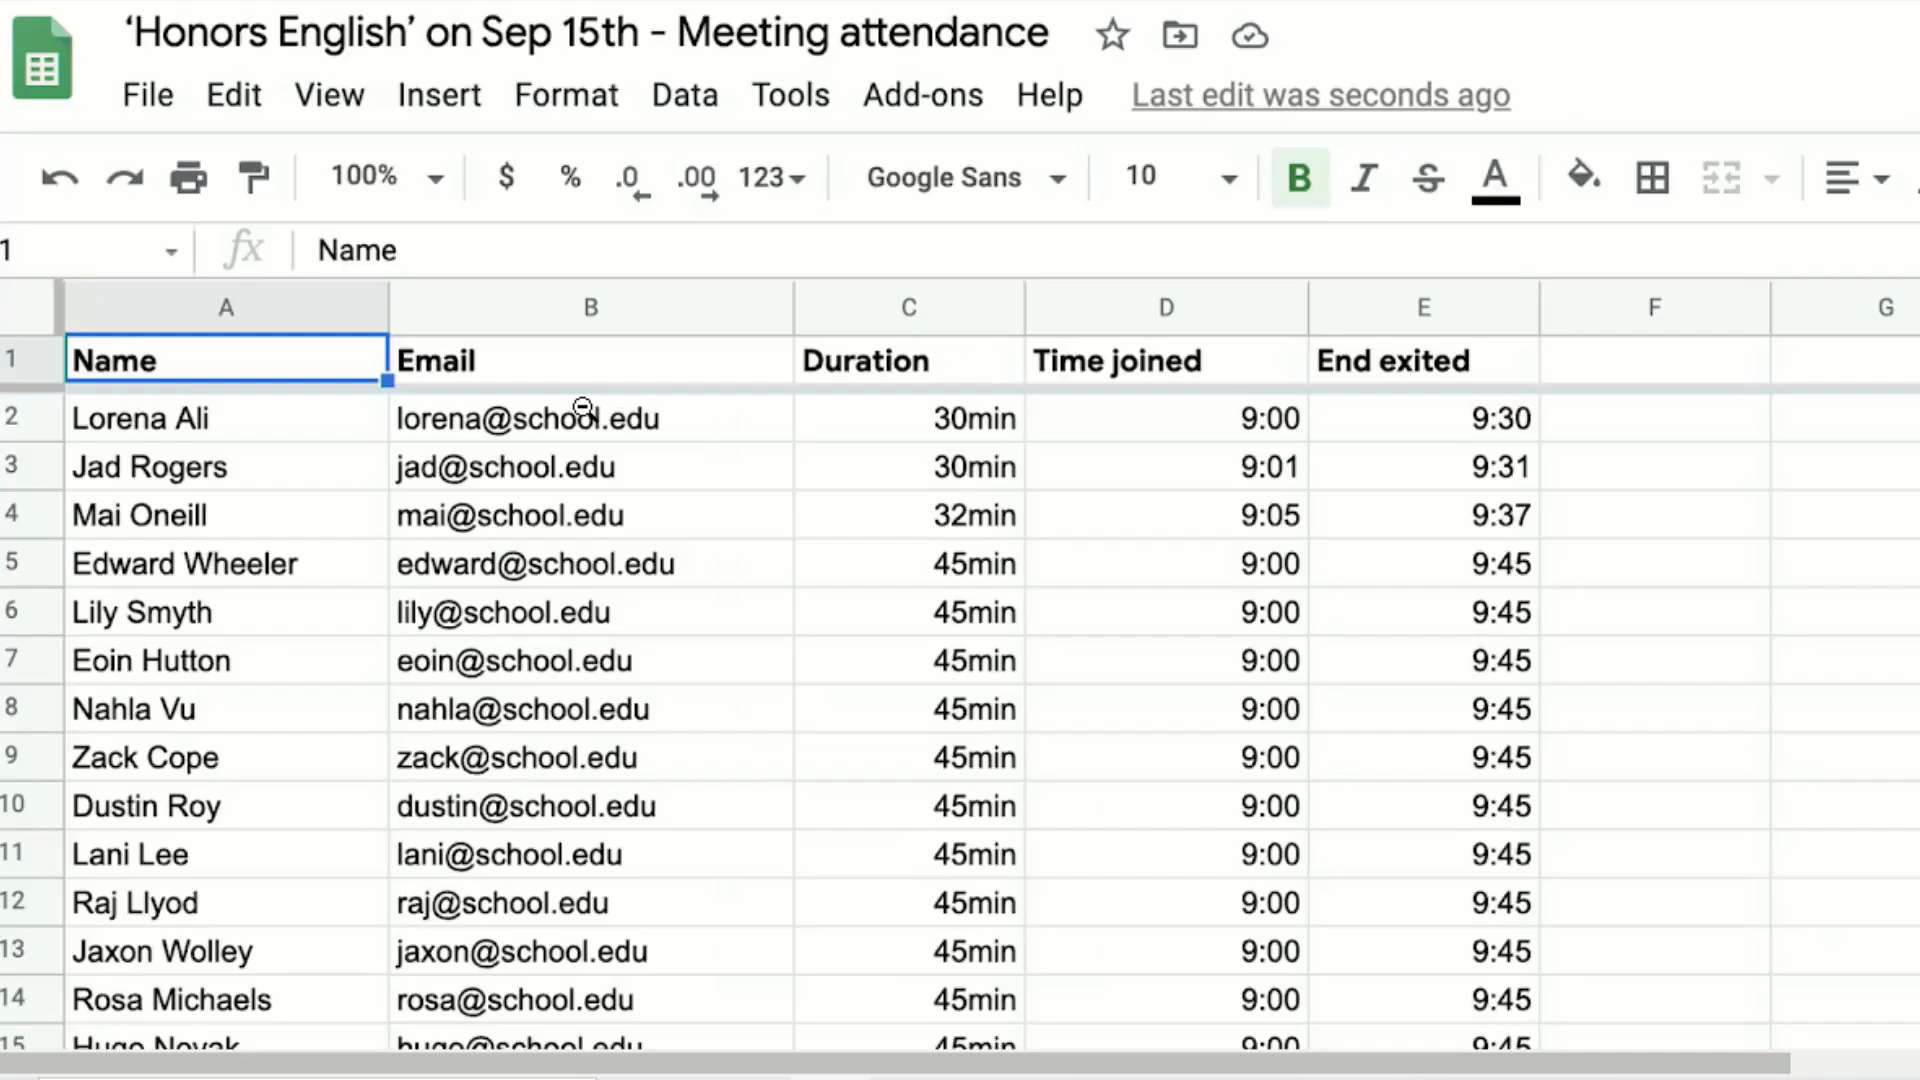 ‘Honors English’ on Sep 15th - Meeting attendance
File Edit View Insert Format Data Tools Add-ons Help Last edit was seconds ago
100% $ % .0 .00 123 Google Sans 10 B I S A
1 fx Name
A B C D E F G
1 Name Email Duration Time joined End exited
2 Lorena Ali lorena@school.edu 30min 9:00 9:30
3 Jad Rogers jad@school.edu 30min 9:01 9:31
4 Mai Oneill mai@school.edu 32min 9:05 9:37
5 Edward Wheeler edward@school.edu 45min 9:00 9:45
6 Lily Smyth lily@school.edu 45min 9:00 9:45
7 Eoin Hutton eoin@school.edu 45min 9:00 9:45
8 Nahla Vu nahla@school.edu 45min 9:00 9:45
9 Zack Cope zack@school.edu 45min 9:00 9:45
10 Dustin Roy dustin@school.edu 45min 9:00 9:45
11 Lani Lee lani@school.edu 45min 9:00 9:45
12 Raj Llyod raj@school.edu 45min 9:00 9:45
13 Jaxon Wolley jaxon@school.edu 45min 9:00 9:45
14 Rosa Michaels rosa@school.edu 45min 9:00 9:45
15 Hugo Novak hugo@school.edu 45min 9:00 9:45